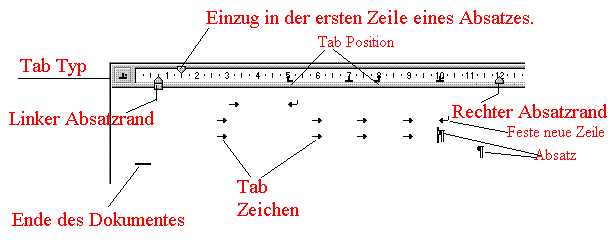 Einzug in der ersten Zeile eines Absatzes.
Tab Position
Tab Typ
1 1 2 3 4 5 6 7 8 9 10 11 12
Linker Absatzrand
Rechter Absatzrand
Feste neue Zeile
¶
¶
Absatz
Tab
Zeichen
Ende des Dokumentes